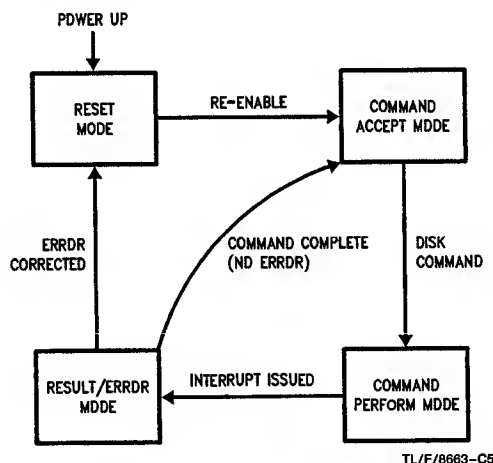 PDWER UP
RESET
MODE
RE-ENABLE
COMMAND
ACCEPT MDDE
ERRDR
CORRECTED
COMMAND COMPLETE
(ND ERRDR)
DISK
COMMAND
RESULT/ERRDR
MDDE
INTERRUPT ISSUED
COMMAND
PERFORM MDDE
TL/F/8663-C5